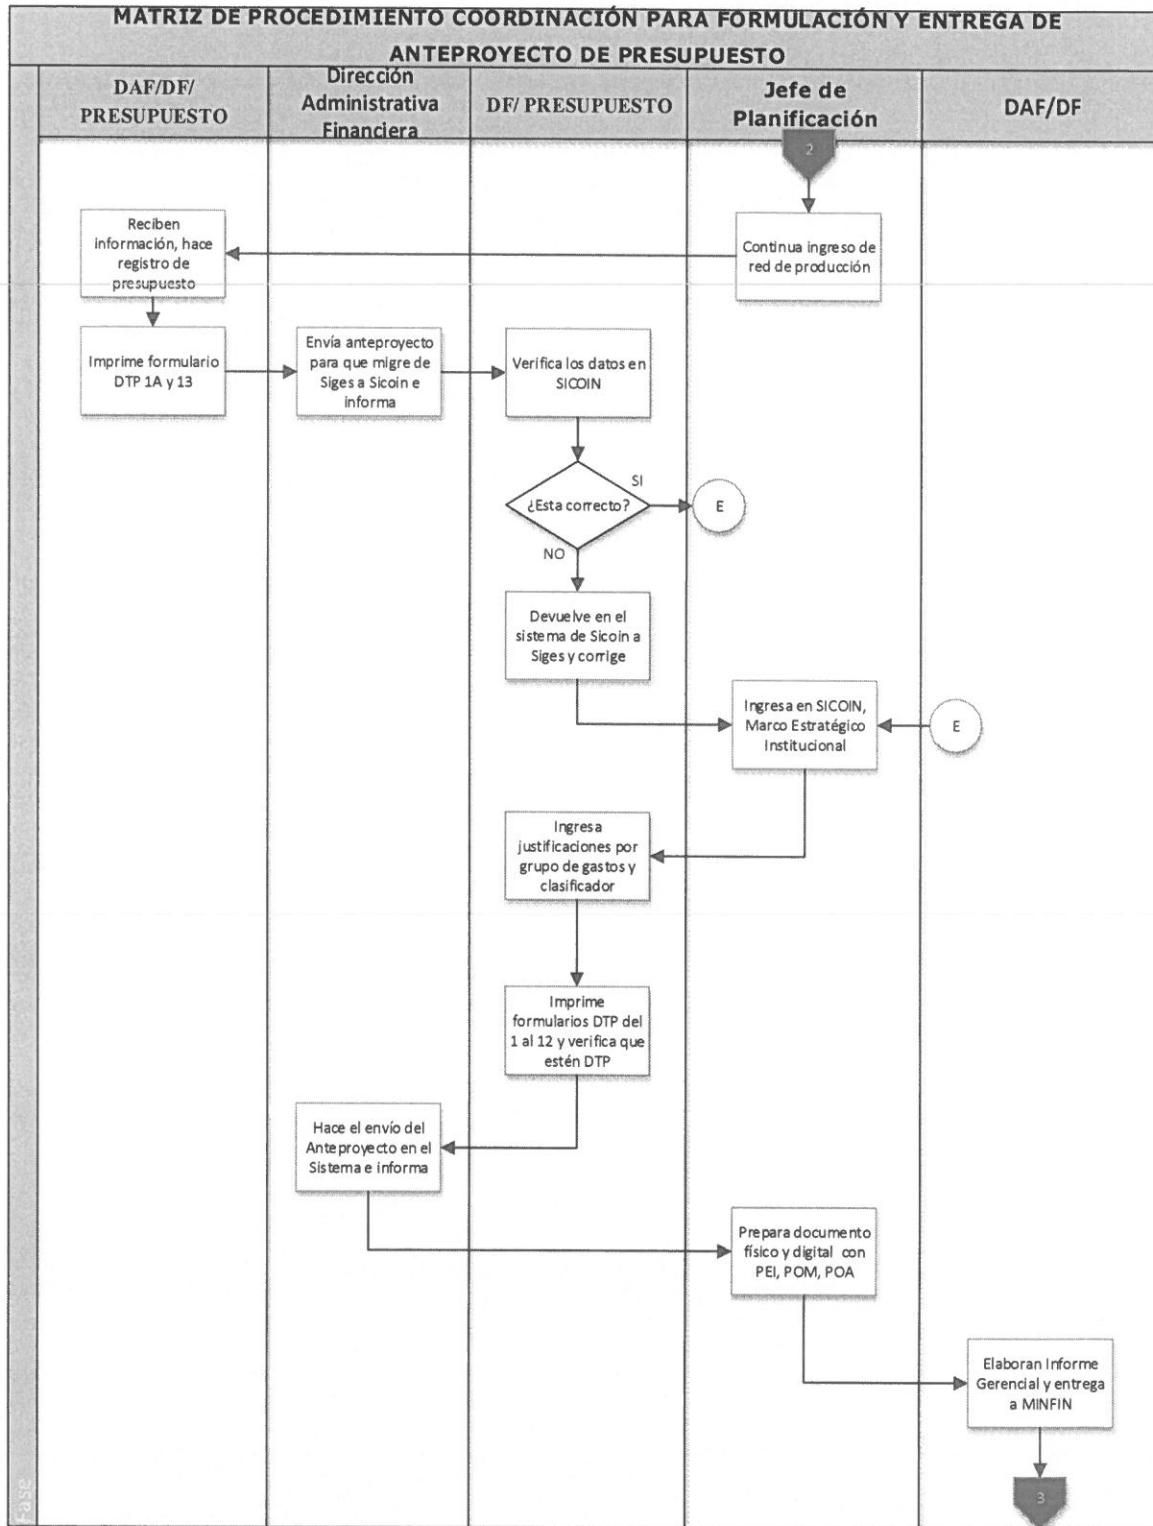 MATRIZ DE PROCEDIMIENTO COORDINACIÓN PARA FORMULACIÓN Y ENTREGA DE
ANTEPROYECTO DE PRESUPUESTO
DAF/DF/
PRESUPUESTO
Dirección
Administrativa
Financiera
DF/ PRESUPUESTO
Jefe de
Planificación
DAF/DF
2
Reciben
información, hace
registro de
presupuesto
Continua ingreso de
red de producción
Imprime formulario
DTP 1A y 13
Envía anteproyecto
para que migre de
Siges a Sicoin e
informa
Verifica los datos en
SICOIN
¿Esta correcto?
SI
E
NO
Devuelve en el
sistema de Sicoin a
Siges y corrige
Ingresa en SICOIN,
Marco Estratégico
Institucional
E
Ingresa
justificaciones por
grupo de gastos y
clasificador
Imprime
formularios DTP del
1 al 12 y verifica que
estén DTP
Hace el envío del
Anteproyecto en el
Sistema e informa
Prepara documento
físico y digital con
PEI, POM, POA
Elaboran Informe
Gerencial y entrega
a MINFIN
3
Fase